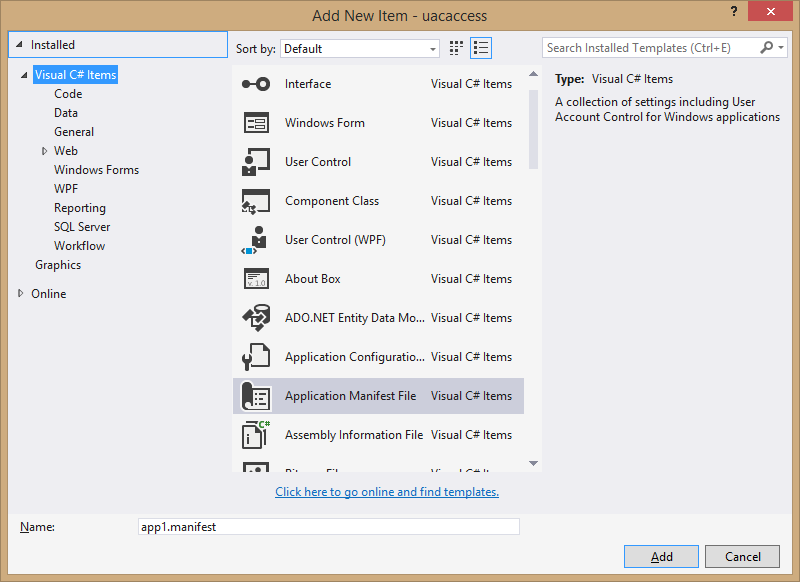 Add New Item - uacaccess
?
Installed
Sort by: Default
Search Installed Templates (Ctrl+E)
Visual C# Items
Code
Data
General
Web
Windows Forms
WPF
Reporting
SQL Server
Workflow
Graphics
Online
Interface Visual C# Items
Windows Form Visual C# Items
User Control Visual C# Items
Component Class Visual C# Items
User Control (WPF) Visual C# Items
v. 1.0
About Box Visual C# Items
ADO.NET Entity Data Mo... Visual C# Items
Application Configuratio... Visual C# Items
Application Manifest File Visual C# Items
C#
Assembly Information File Visual C# Items
Type: Visual C# Items
A collection of settings including User
Account Control for Windows applications
Click here to go online and find templates.
Name: app1.manifest
Add Cancel